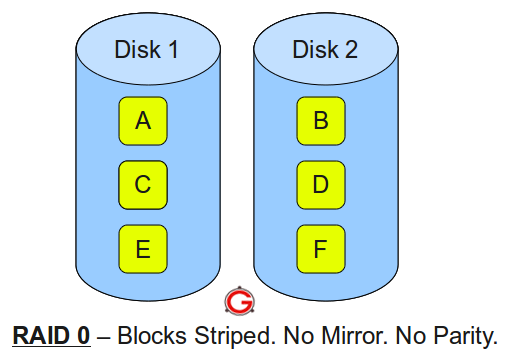 Disk 1 Disk 2
A B
C D
E F
G
RAID 0 – Blocks Striped. No Mirror. No Parity.